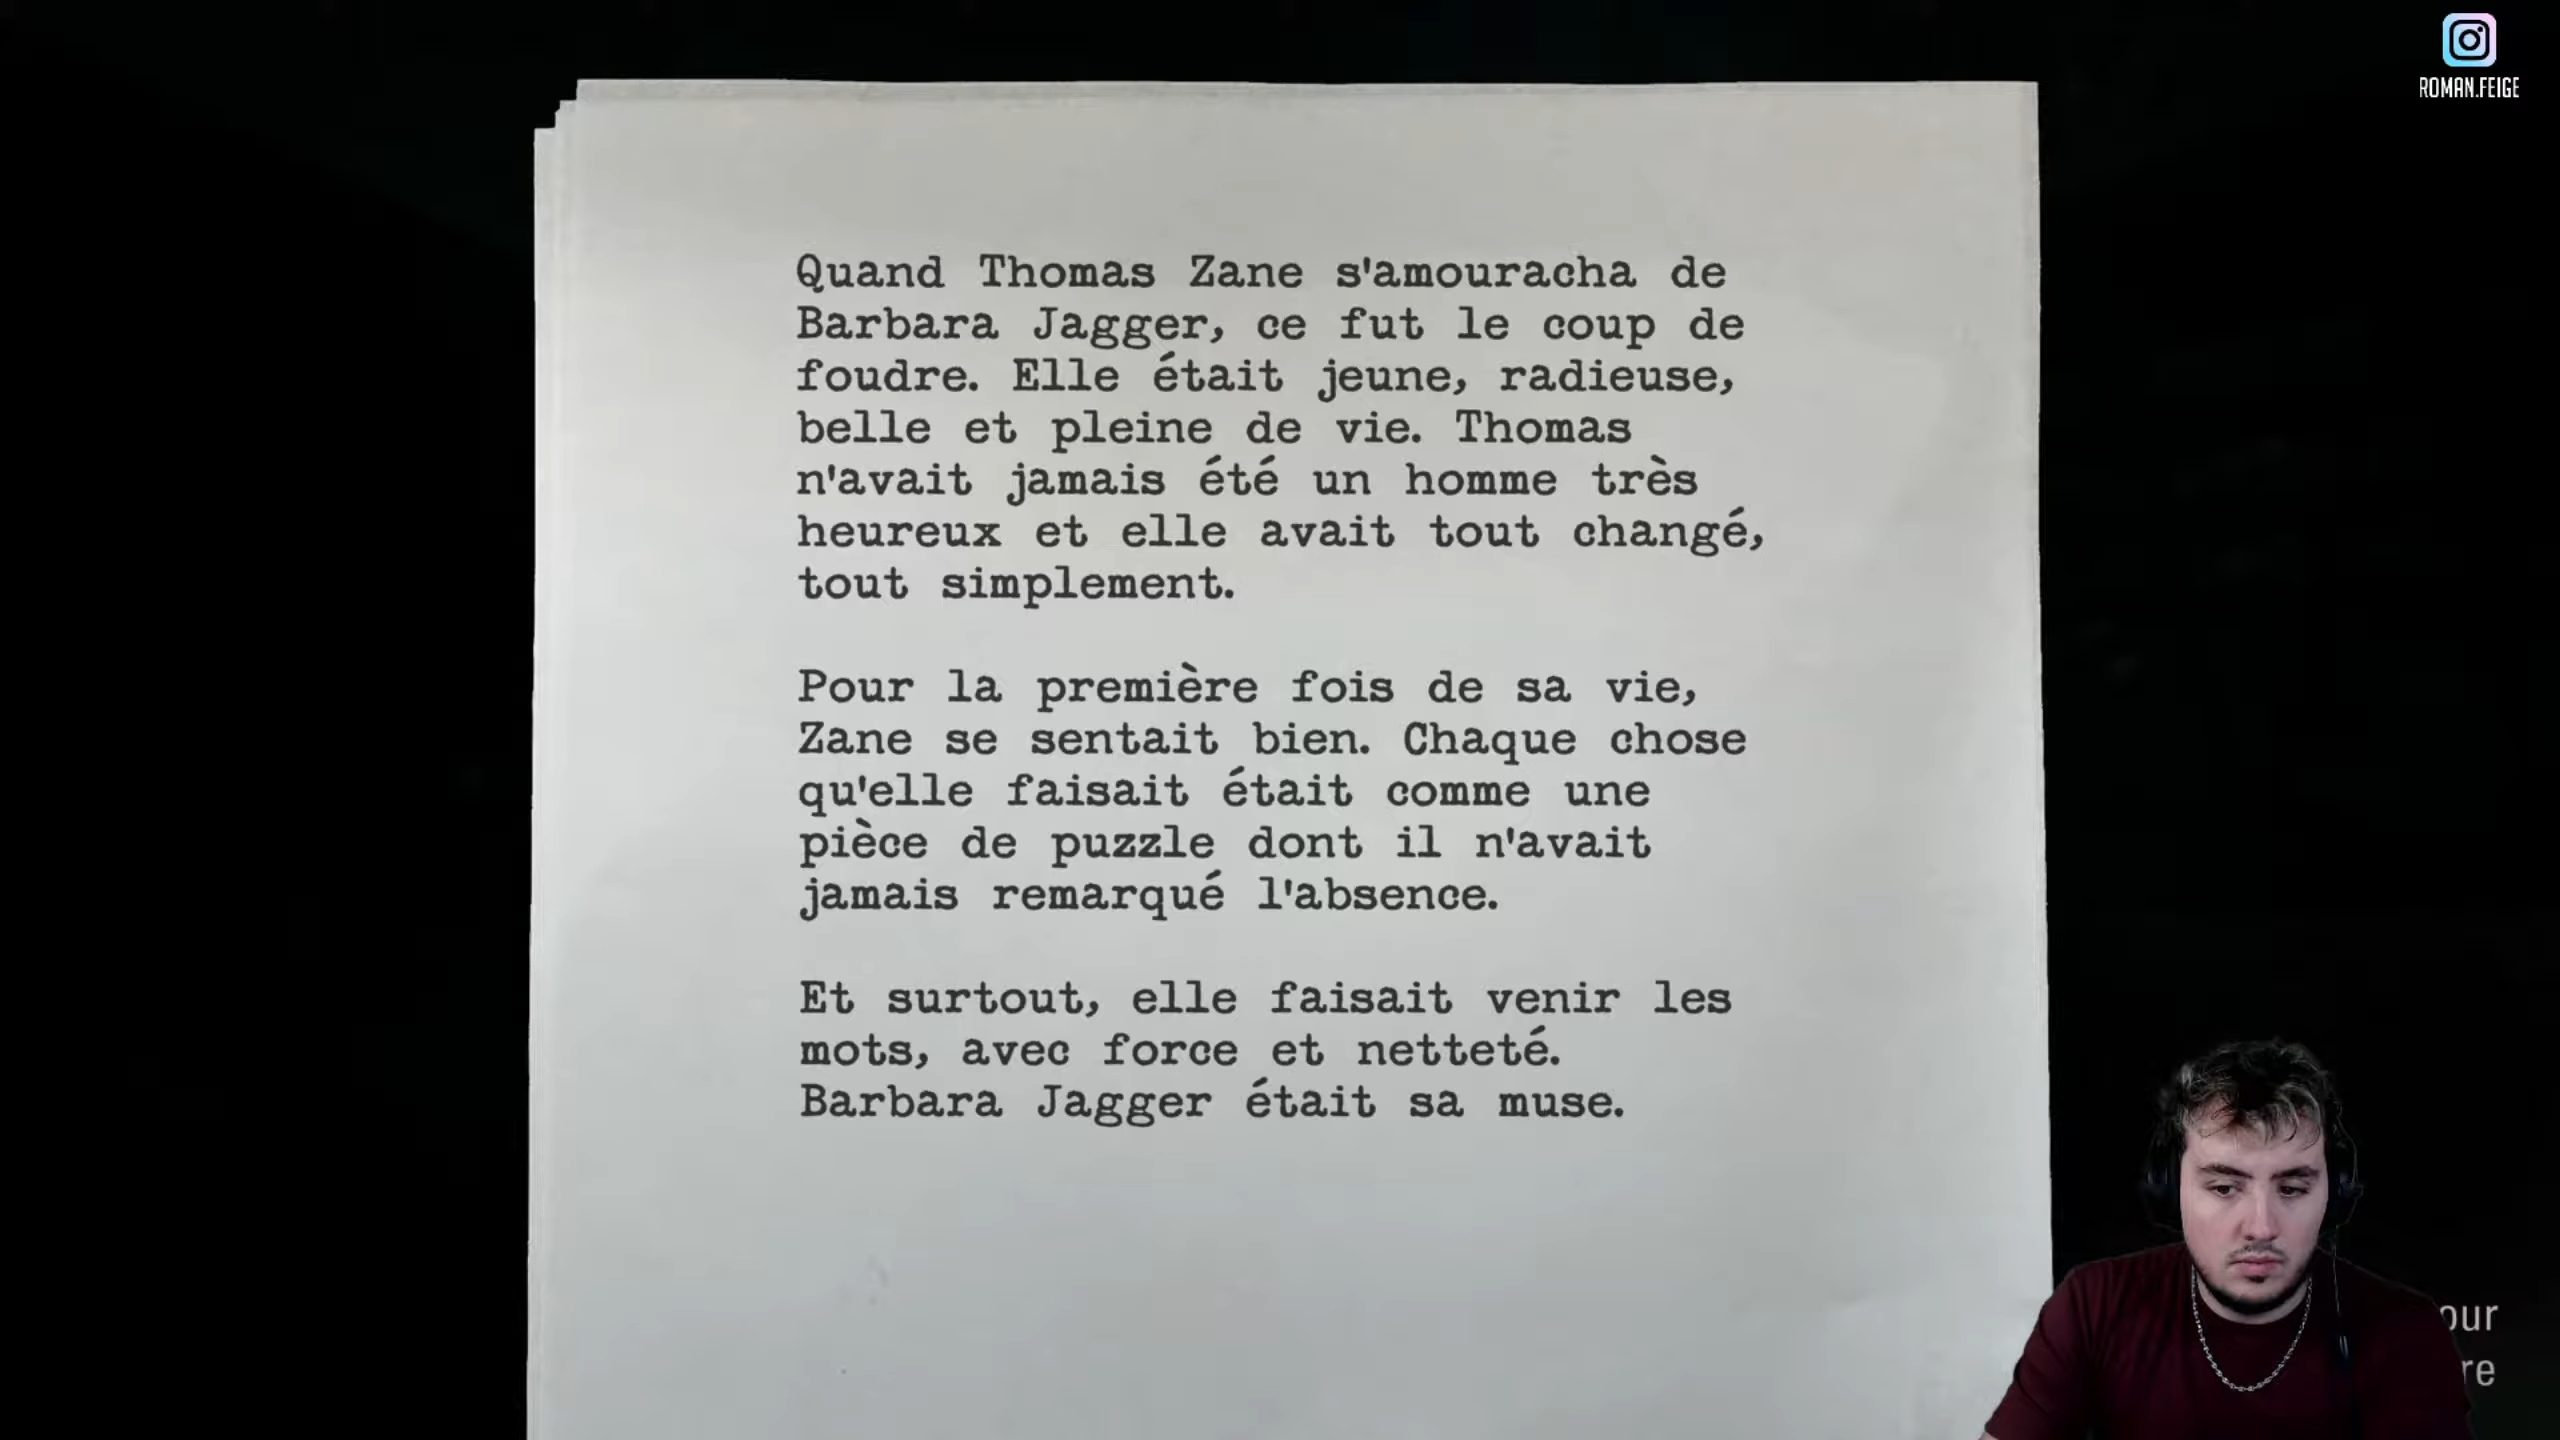 ROMAN.FEIGE
Quand Thomas Zane s'amouracha de
Barbara Jagger, ce fut le coup de
foudre. Elle était jeune, radieuse,
belle et pleine de vie. Thomas
n'avait jamais été un homme très
heureux et elle avait tout changé,
tout simplement.
Pour la première fois de sa vie,
Zane se sentait bien. Chaque chose
qu'elle faisait était comme une
pièce de puzzle dont il n'avait
jamais remarqué l'absence.
Et surtout, elle faisait venir les
mots, avec force et netteté.
Barbara Jagger était sa muse.